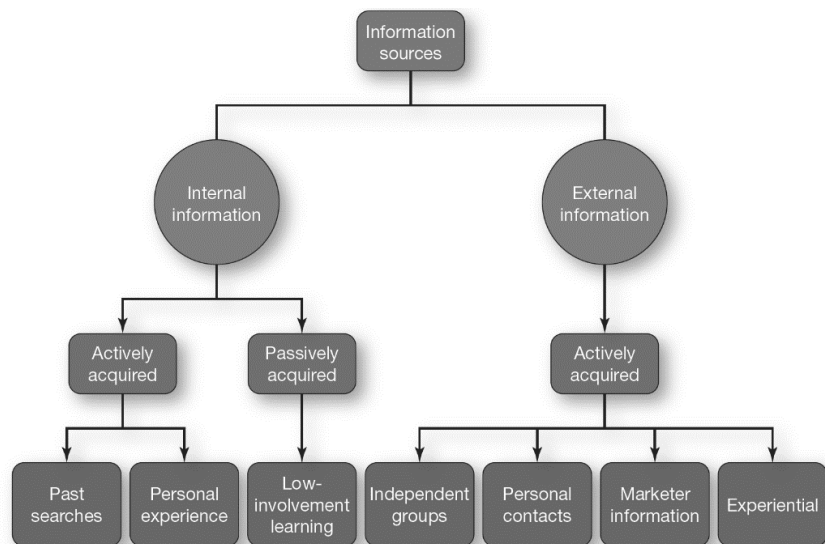 Information
sources
Internal
information
External
information
Actively
acquired
Passively
acquired
Actively
acquired
Past
searches
Personal
experience
Low-
involvement
learning
Independent
groups
Personal
contacts
Marketer
information
Experiential